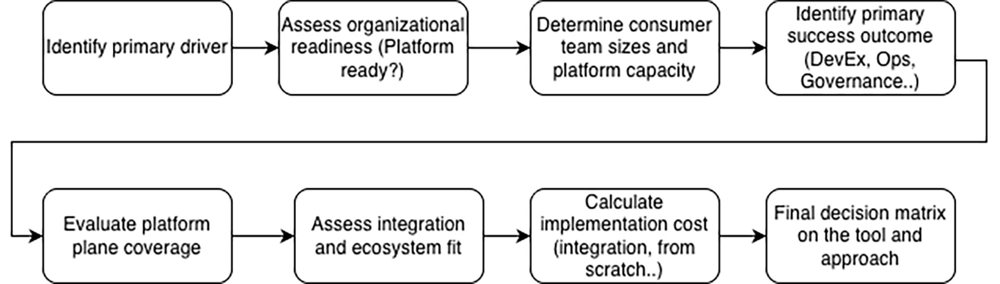 Identify primary driver
Assess organizational
readiness (Platform
ready?)
Determine consumer
team sizes and
platform capacity
Identify primary
success outcome
(DevEx, Ops,
Governance..)
Evaluate platform
plane coverage
Assess integration
and ecosystem fit
Calculate
implementation cost
(integration, from
scratch..)
Final decision matrix
on the tool and
approach